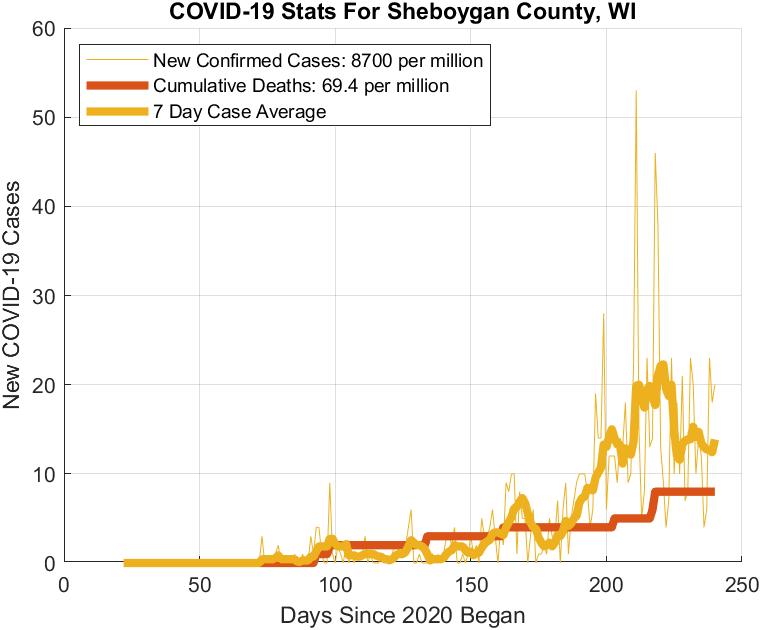 COVID-19 Stats For Sheboygan County, WI
60
50
40
30
20
10
0
New Confirmed Cases: 8700 per million
Cumulative Deaths: 69.4 per million
7 Day Case Average
New COVID-19 Cases
0 50 100 150 200 250
Days Since 2020 Began